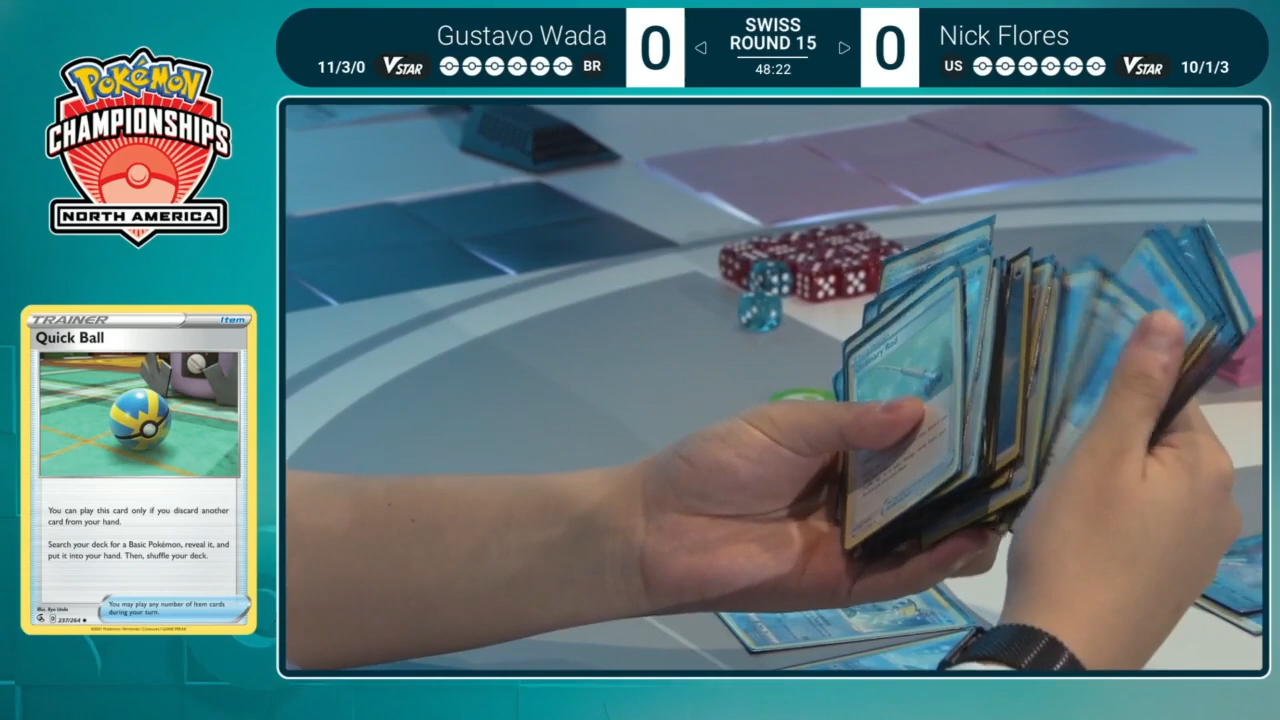 Gustavo Wada
0
SWISS
ROUND 15
48:22
0
Nick Flores
11/3/0
VSTAR
BR
US
VSTAR
10/1/3
Pokémon
CHAMPIONSHIPS
NORTH AMERICA
TRAINER
Item
Quick Ball
You can play this card only if you discard another
card from your hand.
Search your deck for a Basic Pokémon, reveal it, and
put it into your hand. Then, shuffle your deck.
You may play any number of Item cards
during your turn.
Illus. Ryo Ueda
237/264